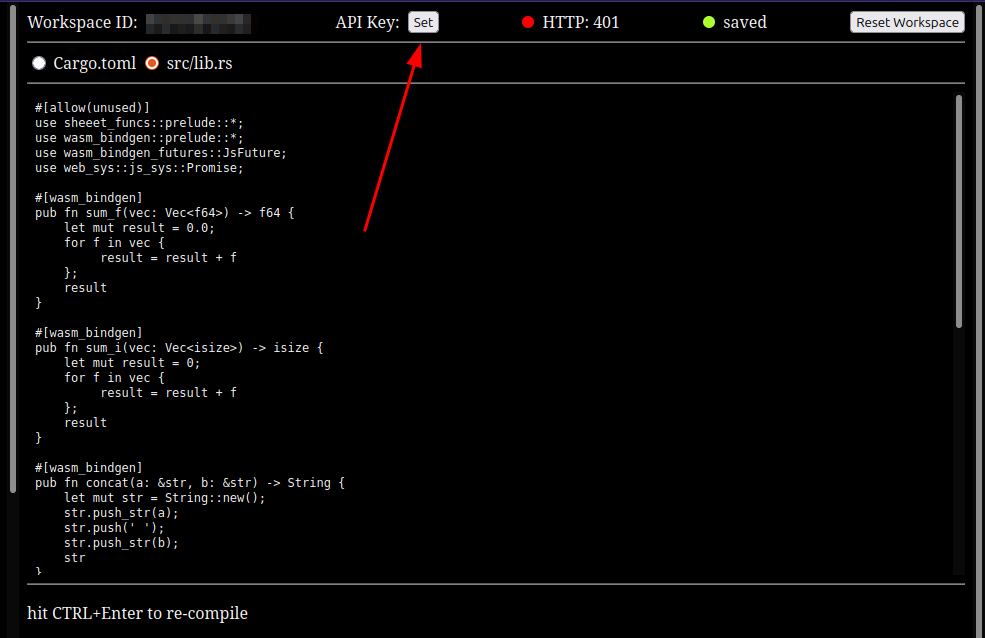 Workspace ID: API Key: Set HTTP: 401 saved Reset Workspace
Cargo.toml src/lib.rs
#[allow(unused)]
use sheeet_funcs::prelude::*;
use wasm_bindgen::prelude::*;
use wasm_bindgen_futures::JsFuture;
use web_sys::js_sys::Promise;
#[wasm_bindgen]
pub fn sum_f(vec: Vec<f64>) -> f64 {
let mut result = 0.0;
for f in vec {
result = result + f
};
result
}
#[wasm_bindgen]
pub fn sum_i(vec: Vec<isize>) -> isize {
let mut result = 0;
for f in vec {
result = result + f
};
result
}
#[wasm_bindgen]
pub fn concat(a: &str, b: &str) -> String {
let mut str = String::new();
str.push_str(a);
str.push(' ');
str.push_str(b);
str
}
hit CTRL+Enter to re-compile